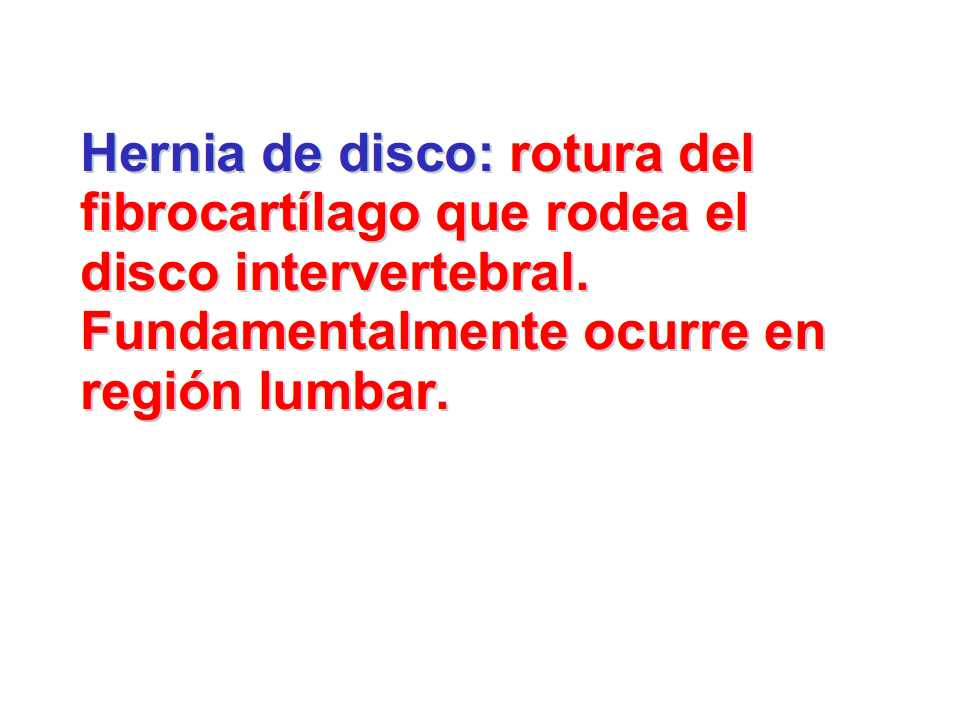 Hernia de disco: rotura del
fibrocartílago que rodea el
disco intervertebral.
Fundamentalmente ocurre en
región lumbar.